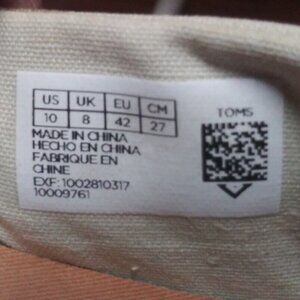 US UK EU CM
10 8 42 27
TOMS
MADE IN CHINA
HECHO EN CHINA
FABRIQUE EN
CHINE
EXF: 1002810317
10009761